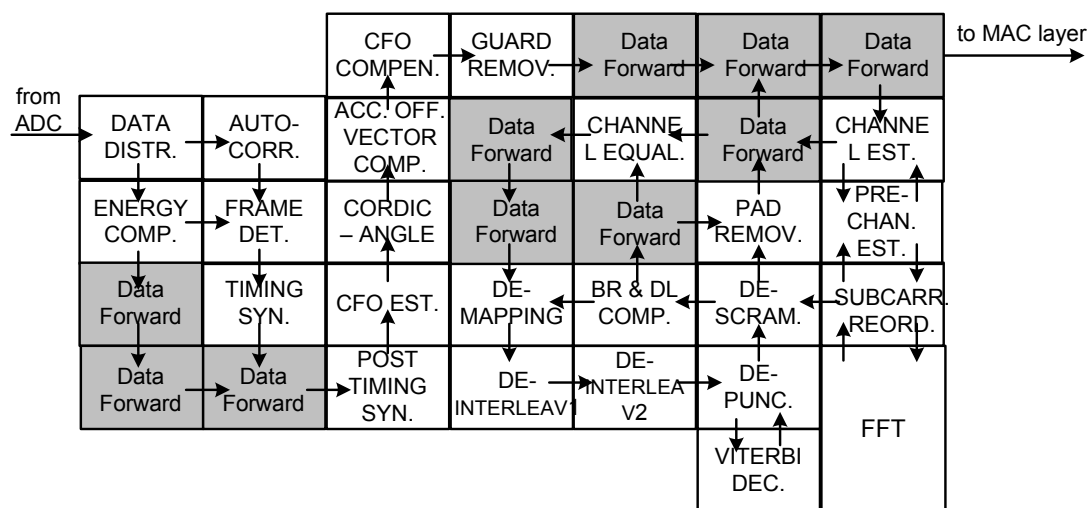 CFO
COMPEN.
GUARD
REMOV.
Data
Forward
Data
Forward
Data
Forward
to MAC layer
from
ADC
DATA
DISTR.
AUTO-
CORR.
ACC. OFF.
VECTOR
COMP.
Data
Forward
CHANNE
L EQUAL.
Data
Forward
CHANNE
L EST.
ENERGY
COMP.
FRAME
DET.
CORDIC
– ANGLE
Data
Forward
Data
Forward
PAD
REMOV.
PRE-
CHAN.
EST.
Data
Forward
TIMING
SYN.
CFO EST.
DE-
MAPPING
BR & DL
COMP.
DE-
SCRAM.
SUBCARR.
REORD.
Data
Forward
Data
Forward
POST
TIMING
SYN.
DE-
INTERLEAV1
DE-
INTERLEA
V2
DE-
PUNC.
FFT
VITERBI
DEC.